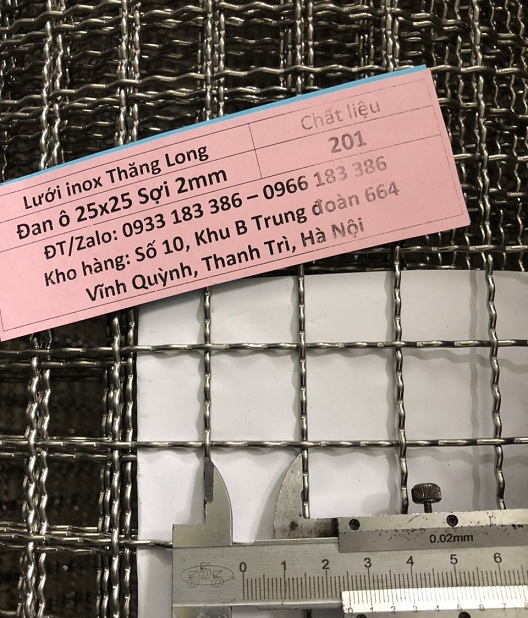 Lưới inox Thăng Long
Chất liệu
Đan ô 25x25 Sợi 2mm
201
ĐT/Zalo: 0933 183 386 – 0966 183 386
Kho hàng: Số 10, Khu B Trung đoàn 664
Vĩnh Quỳnh, Thanh Trì, Hà Nội
0.02mm
0 1 2 3 4 5 6